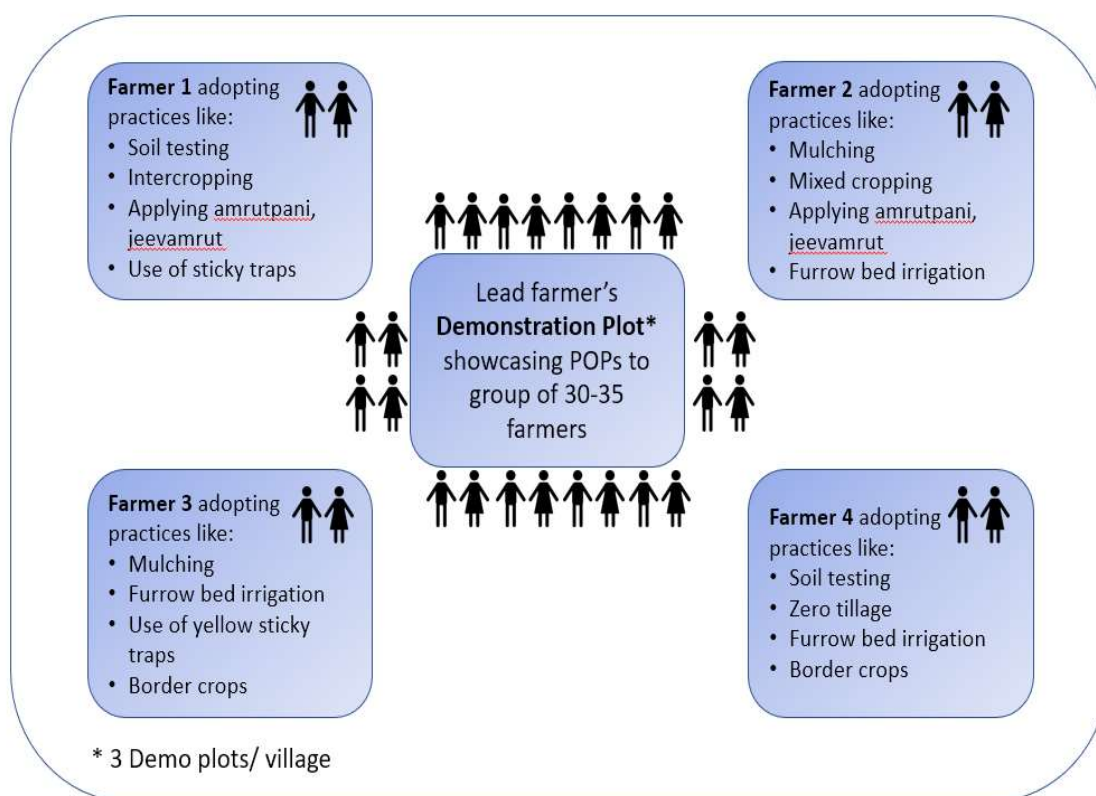 Farmer 1 adopting
practices like:
• Soil testing
• Intercropping
• Applying amrutpani,
jeevamrut
• Use of sticky traps
Farmer 2 adopting
practices like:
• Mulching
• Mixed cropping
• Applying amrutpani,
jeevamrut
• Furrow bed irrigation
Lead farmer’s
Demonstration Plot*
showcasing POPs to
group of 30-35
farmers
Farmer 3 adopting
practices like:
• Mulching
• Furrow bed irrigation
• Use of yellow sticky
traps
• Border crops
Farmer 4 adopting
practices like:
• Soil testing
• Zero tillage
• Furrow bed irrigation
• Border crops
* 3 Demo plots/ village